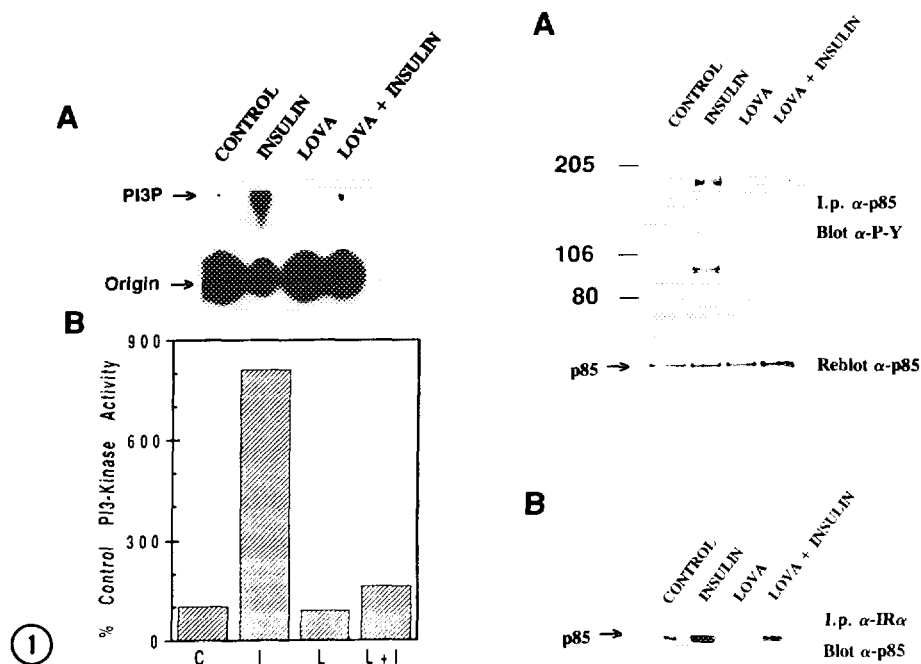 A
CONTROL
INSULIN
LOVA
LOVA + INSULIN
PI3P →
Origin →
B
% Control PI3-Kinase Activity
900
600
300
0
C I L L + I
1
A
CONTROL
INSULIN
LOVA
LOVA + INSULIN
205 —
I.p. α-p85
Blot α-P-Y
106 —
80 —
p85 →
Reblot α-p85
B
CONTROL
INSULIN
LOVA
LOVA + INSULIN
p85 →
I.p. α-IRα
Blot α-p85